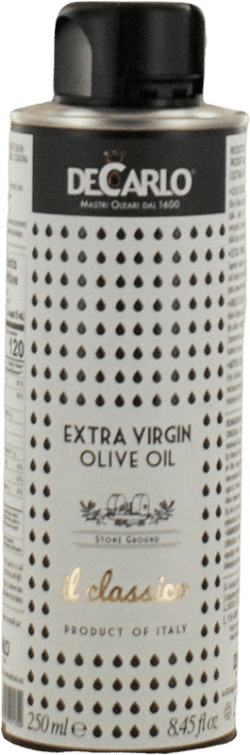 DECARLO
MASTRI OLEARI DAL 1600
EXTRA VIRGIN
OLIVE OIL
STONE GROUND
il classico
PRODUCT OF ITALY
250 ml ℮ 8.45 fl oz
120